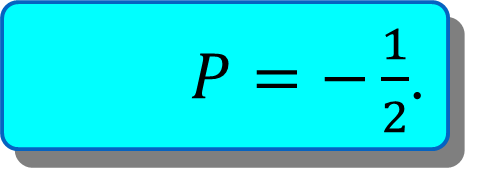 P = −1/2.